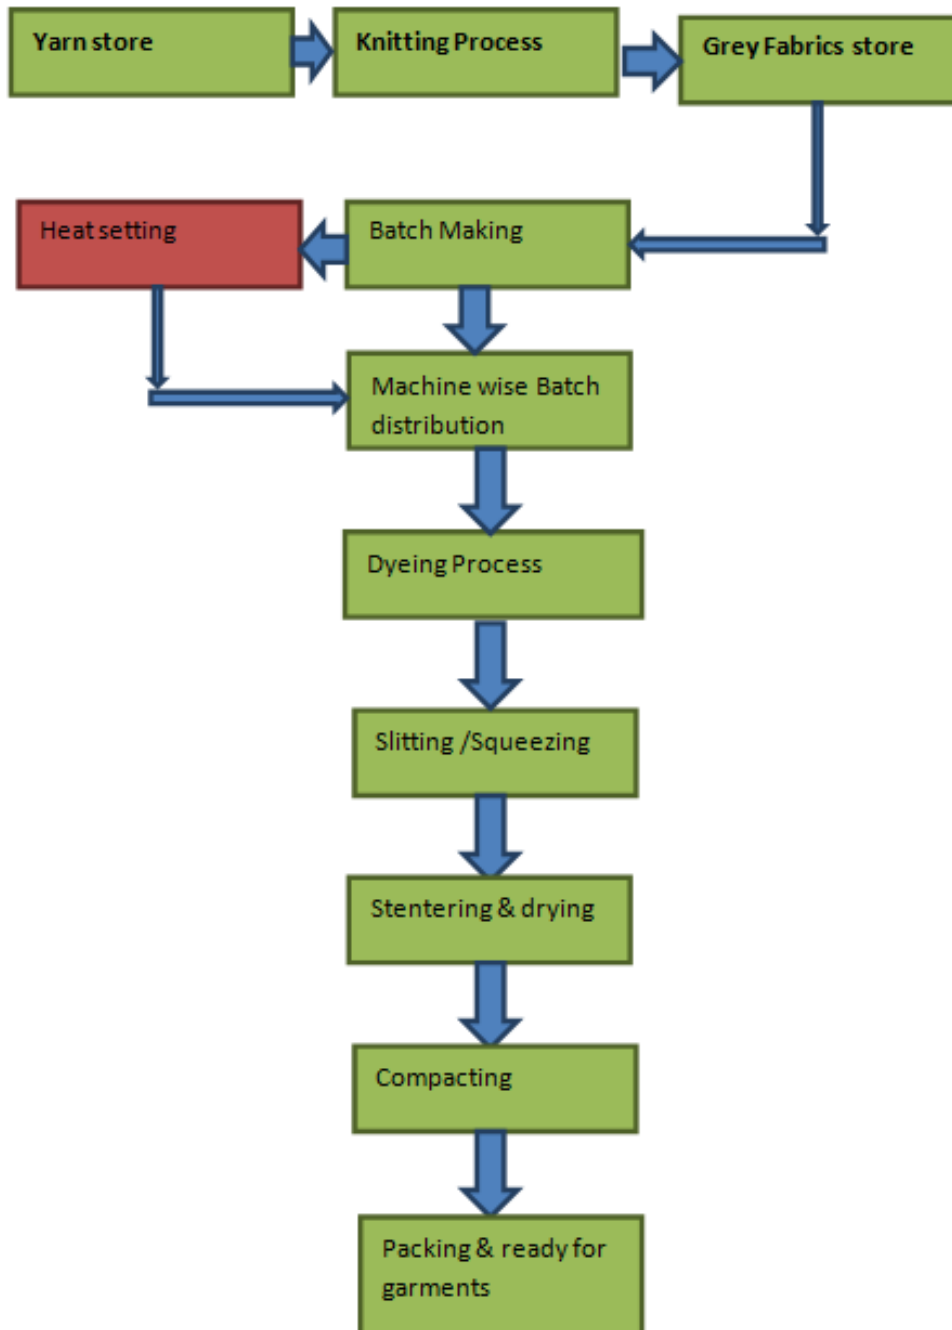 Yarn store
Knitting Process
Grey Fabrics store
Heat setting
Batch Making
Machine wise Batch
distribution
Dyeing Process
Slitting /Squeezing
Stentering & drying
Compacting
Packing & ready for
garments